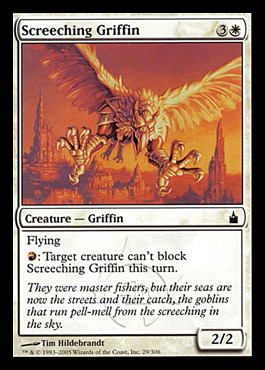 Screeching Griffin 3
Creature — Griffin
Flying
R: Target creature can't block
Screeching Griffin this turn.
They were master fishers, but their seas are
now the streets and their catch, the goblins
that run pell-mell from the screeching in
the sky.
Tim Hildebrandt
2/2
™ & © 1993-2005 Wizards of the Coast, Inc. 29/306